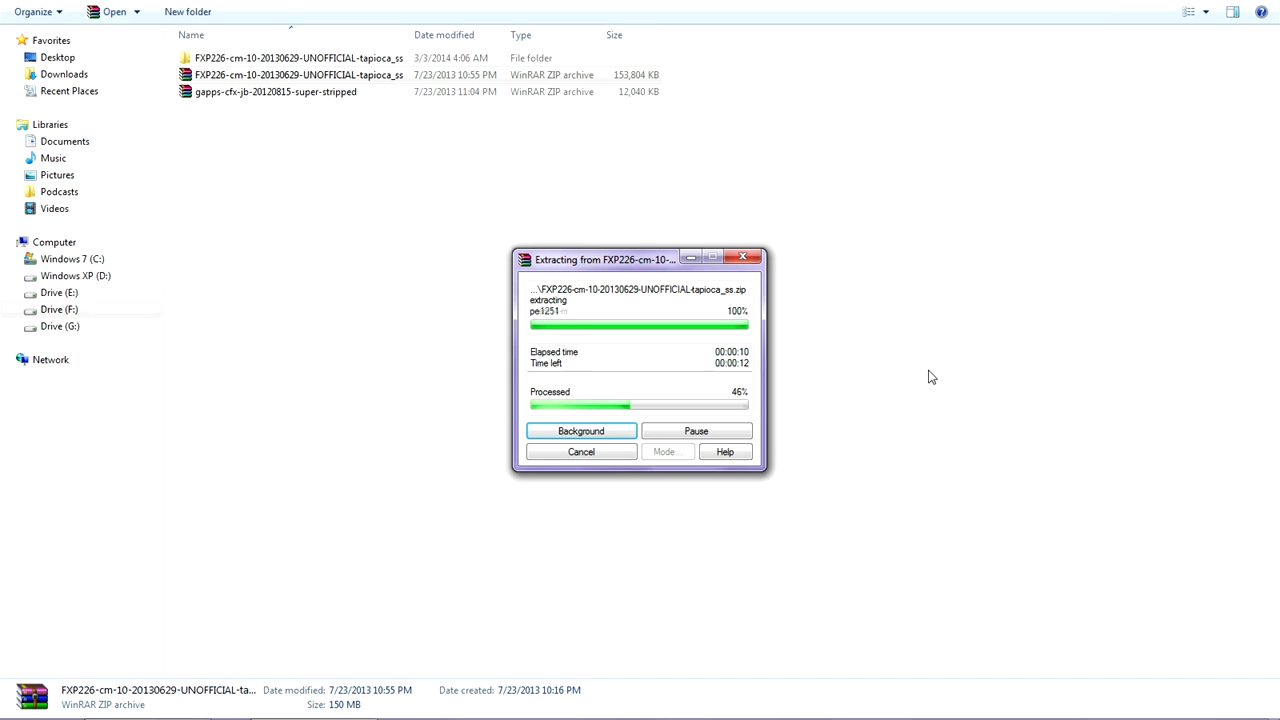 Organize Open New folder
Name Date modified Type Size
Favorites
Desktop
Downloads
Recent Places
Libraries
Documents
Music
Pictures
Podcasts
Videos
Computer
Windows 7 (C:)
Windows XP (D:)
Drive (E:)
Drive (F:)
Drive (G:)
Network
FXP226-cm-10-20130629-UNOFFICIAL-tapioca_ss 3/3/2014 4:06 AM File folder
FXP226-cm-10-20130629-UNOFFICIAL-tapioca_ss 7/23/2013 10:55 PM WinRAR ZIP archive 153,804 KB
gapps-cfx-jb-20120815-super-stripped 7/23/2013 11:04 PM WinRAR ZIP archive 12,040 KB
Extracting from FXP226-cm-10-...
...\FXP226-cm-10-20130629-UNOFFICIAL-tapioca_ss.zip
extracting
100%
Elapsed time 00:00:10
Time left 00:00:12
Processed 46%
Background Pause
Cancel Mode... Help
FXP226-cm-10-20130629-UNOFFICIAL-ta... Date modified: 7/23/2013 10:55 PM Date created: 7/23/2013 10:16 PM
WinRAR ZIP archive Size: 150 MB